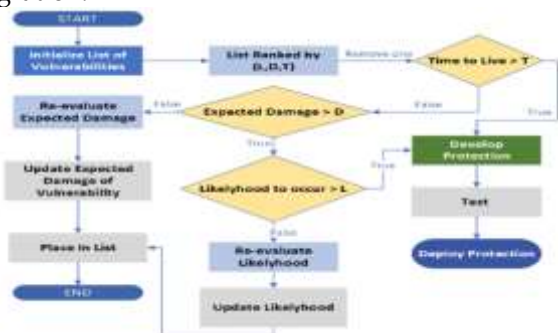 START
Initialize List of
Vulnerabilities
List Ranked by
(L,D,T)
Remove one
Time to Live > T
True
False
Expected Damage > D
False
Re-evaluate
Expected Damage
True
Develop
Protection
True
Update Expected
Damage of
Vulnerability
Likelyhood to occur > L
Test
False
Place in List
Re-evaluate
Likelyhood
Deploy Protection
END
Update Likelyhood